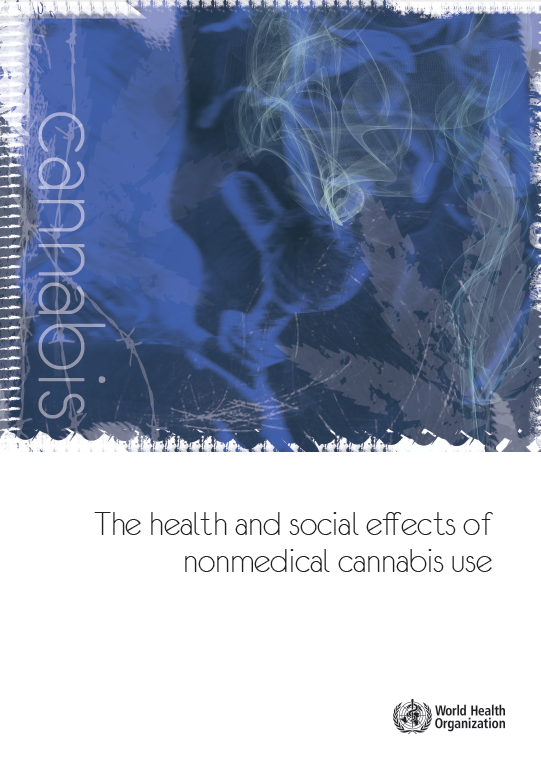 cannabis
The health and social effects of
nonmedical cannabis use
World Health
Organization